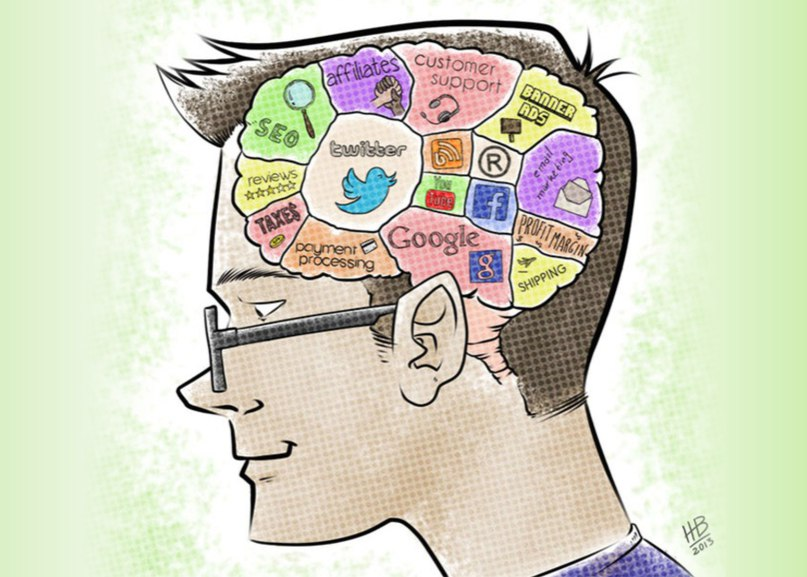 SEO
affiliates
customer
support
BANNER
ADS
reviews
twitter
R
email
marketing
You
Tube
f
TAXE$
payment
processing
Google
g
PROFIT MARGIN
SHIPPING
HB
2013